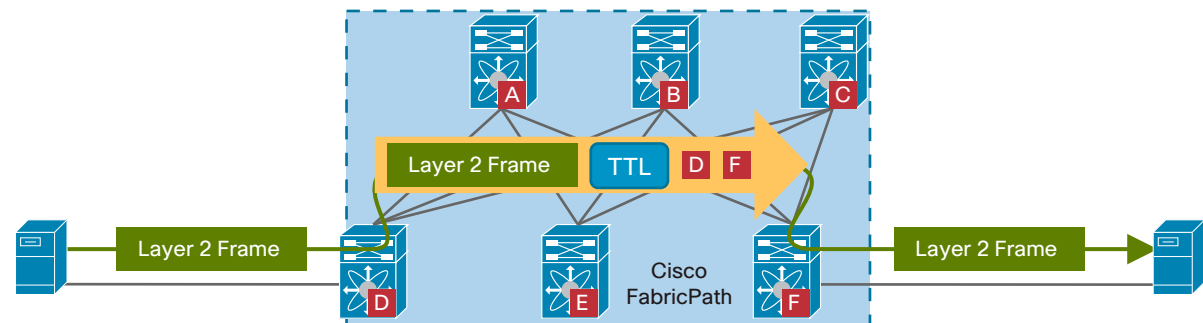 A
B
C
Layer 2 Frame
TTL
D
F
Layer 2 Frame
Layer 2 Frame
Cisco
FabricPath
D
E
F